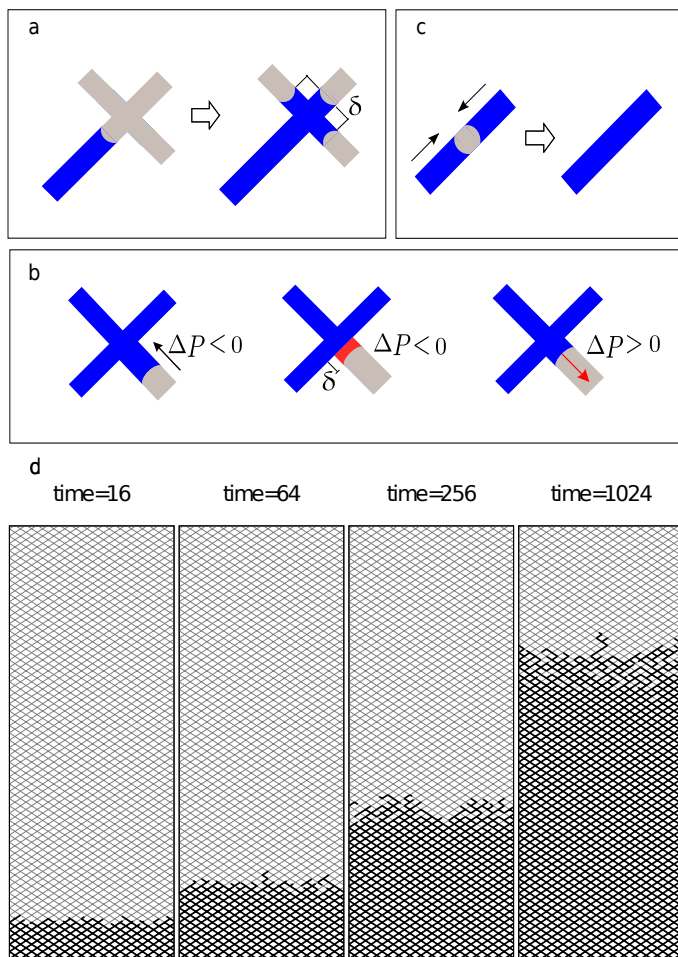 a
δ
c
b
ΔP<0
δ
ΔP<0
ΔP>0
d
time=16
time=64
time=256
time=1024